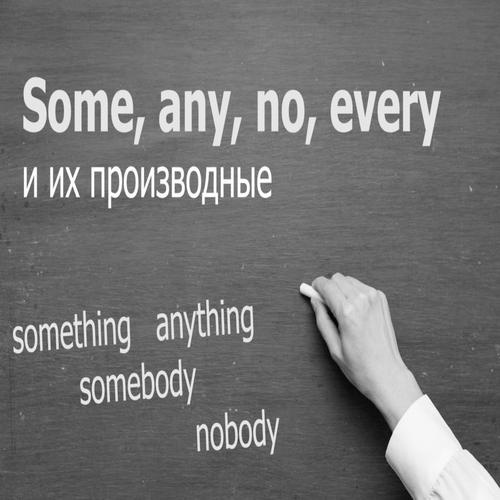 Some, any, no, every
и их производные
something anything
somebody
nobody